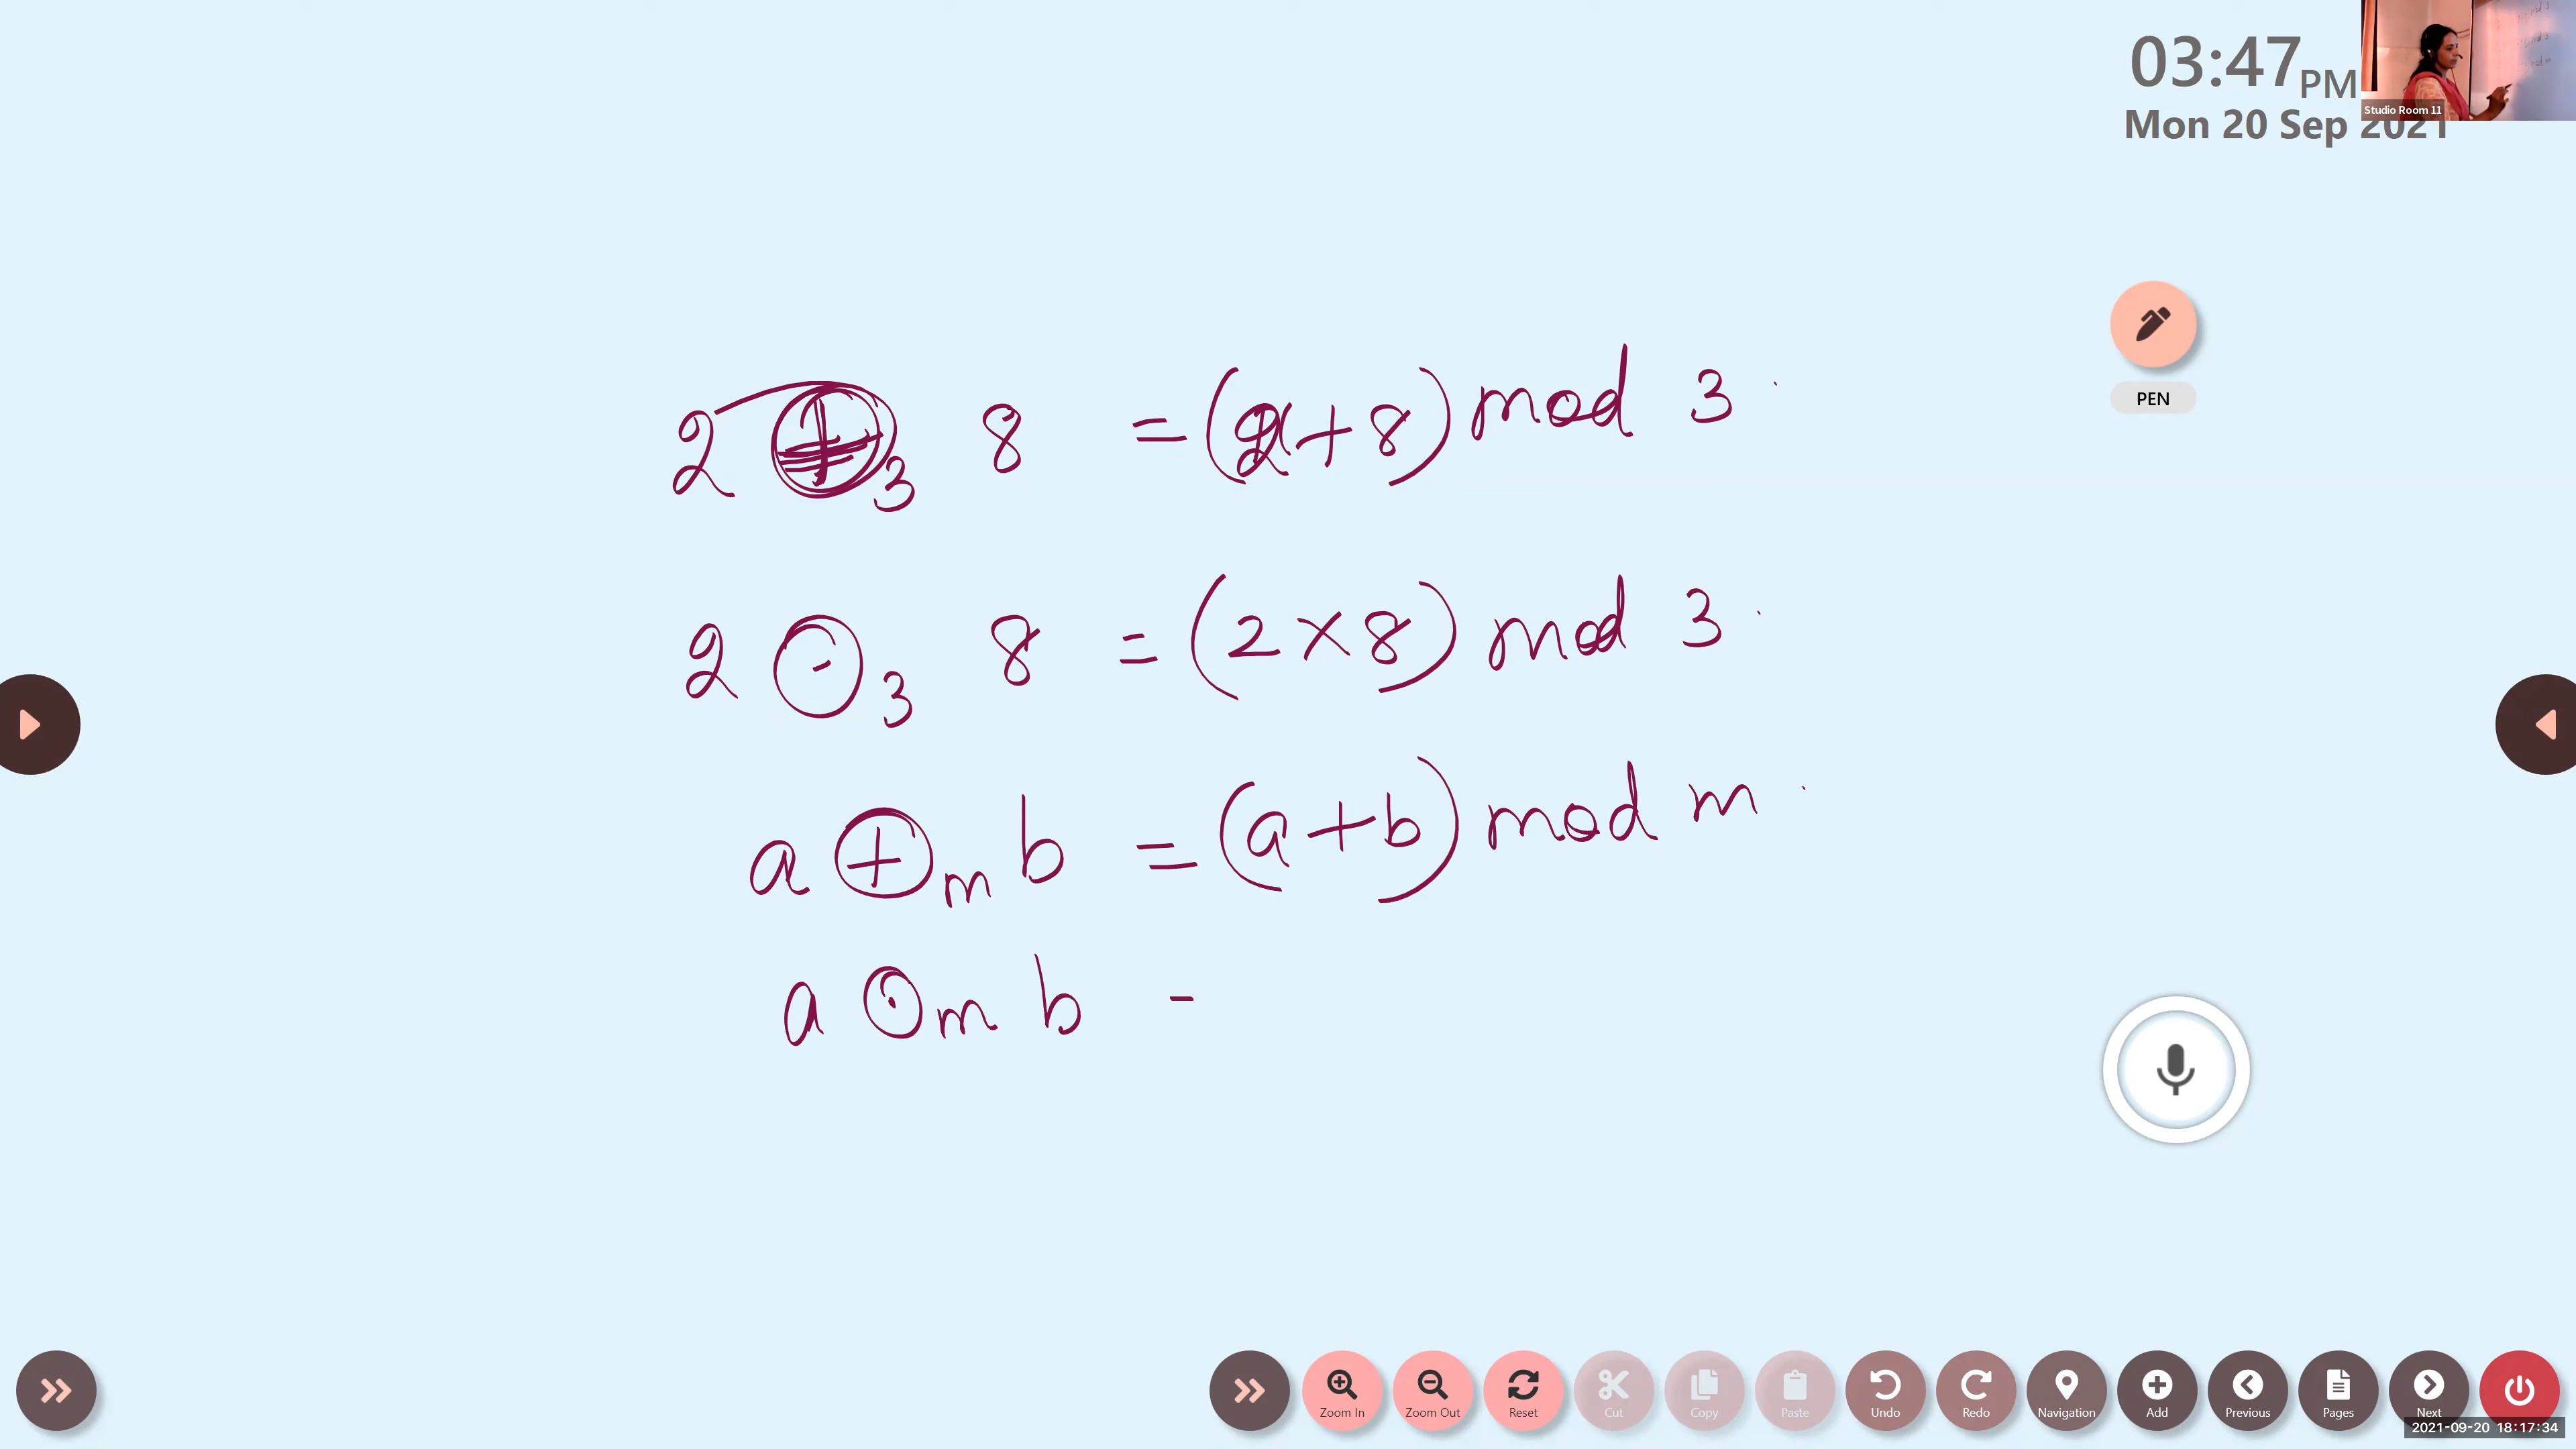 03:47 PM
Mon 20 Sep 2021
Studio Room 11
PEN
2 ⊕₃ 8 = (2+8) mod 3
2 ⊙₃ 8 = (2×8) mod 3
a ⊕ₘ b = (a+b) mod m
a ⊙ₘ b -
Zoom In Zoom Out Reset Cut Copy Paste Undo Redo Navigation Add Previous Pages Next
2021-09-20 18:17:34